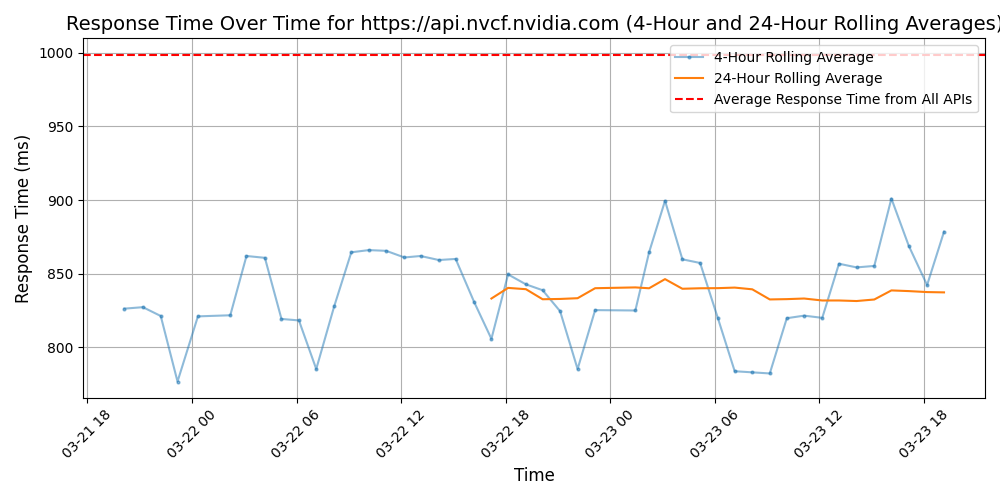 Response Time Over Time for https://api.nvcf.nvidia.com (4-Hour and 24-Hour Rolling Averages)
4-Hour Rolling Average
24-Hour Rolling Average
Average Response Time from All APIs
Response Time (ms)
1000
950
900
850
800
03-21 18
03-22 00
03-22 06
03-22 12
03-22 18
03-23 00
03-23 06
03-23 12
03-23 18
Time